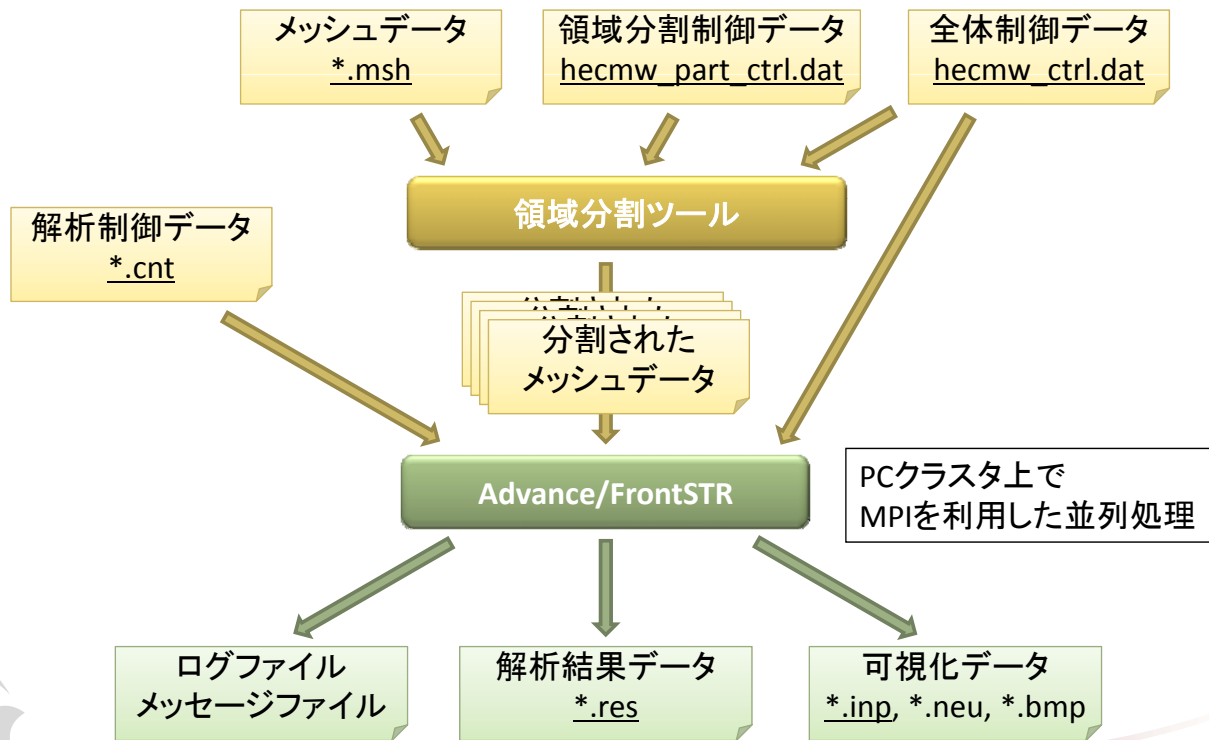 メッシュデータ
*.msh
領域分割制御データ
hecmw_part_ctrl.dat
全体制御データ
hecmw_ctrl.dat
領域分割ツール
解析制御データ
*.cnt
分割された
メッシュデータ
Advance/FrontSTR
PCクラスタ上で
MPIを利用した並列処理
ログファイル
メッセージファイル
解析結果データ
*.res
可視化データ
*.inp, *.neu, *.bmp